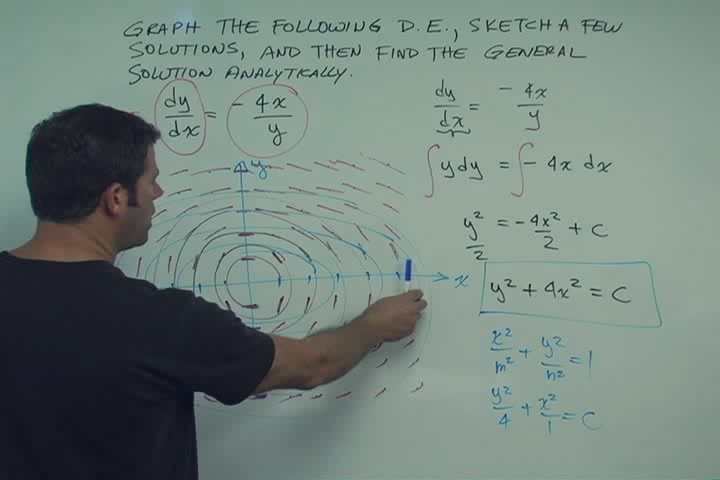 GRAPH THE FOLLOWING D.E., SKETCH A FEW
SOLUTIONS, AND THEN FIND THE GENERAL
SOLUTION ANALYTICALLY.
dy/dx = -4x/y
dy/dx = -4x/y
∫ y dy = ∫ -4x dx
y²/2 = -4x²/2 + C
y² + 4x² = C
x²/m² + y²/n² = 1
y²/4 + x²/1 = C
y
x